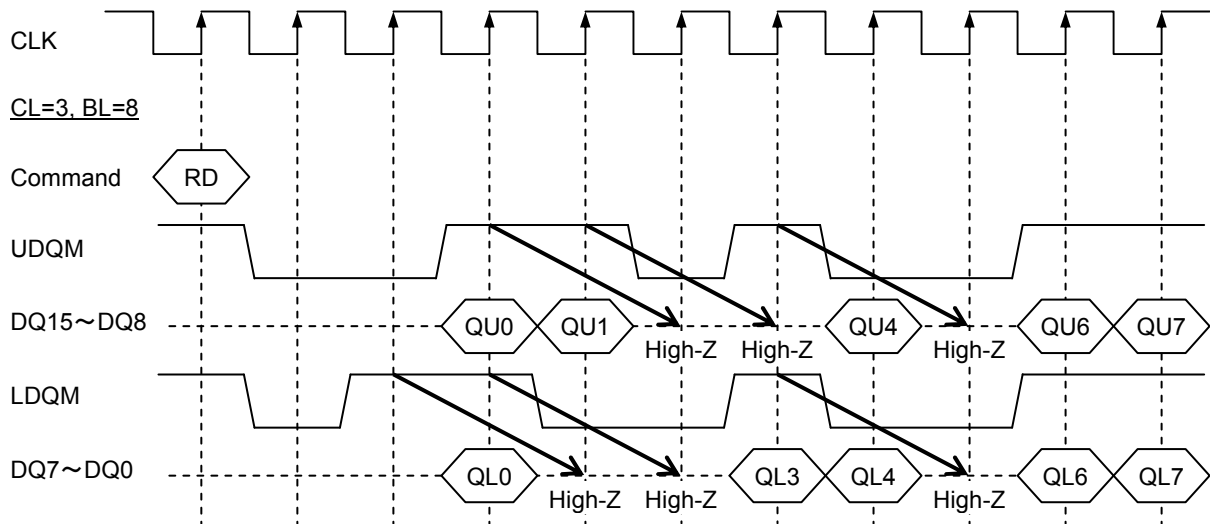 CLK
CL=3, BL=8
Command RD
UDQM
DQ15～DQ8 QU0 QU1 QU4 QU6 QU7
High-Z High-Z High-Z
LDQM
DQ7～DQ0 QL0 QL3 QL4 QL6 QL7
High-Z High-Z High-Z